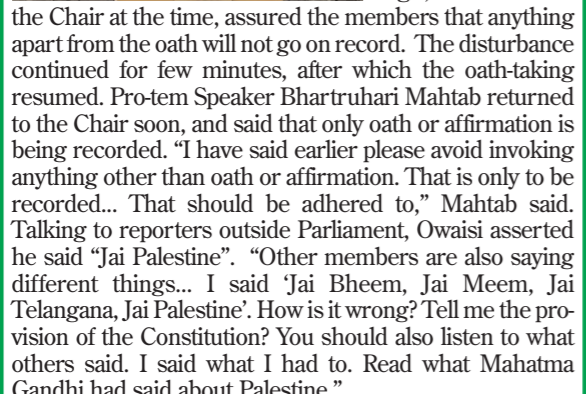 the Chair at the time, assured the members that anything
apart from the oath will not go on record. The disturbance
continued for few minutes, after which the oath-taking
resumed. Pro-tem Speaker Bhartruhari Mahtab returned
to the Chair soon, and said that only oath or affirmation is
being recorded. “I have said earlier please avoid invoking
anything other than oath or affirmation. That is only to be
recorded... That should be adhered to,” Mahtab said.
Talking to reporters outside Parliament, Owaisi asserted
he said “Jai Palestine”. “Other members are also saying
different things... I said ‘Jai Bheem, Jai Meem, Jai
Telangana, Jai Palestine’. How is it wrong? Tell me the pro-
vision of the Constitution? You should also listen to what
others said. I said what I had to. Read what Mahatma
Gandhi had said about Palestine.”